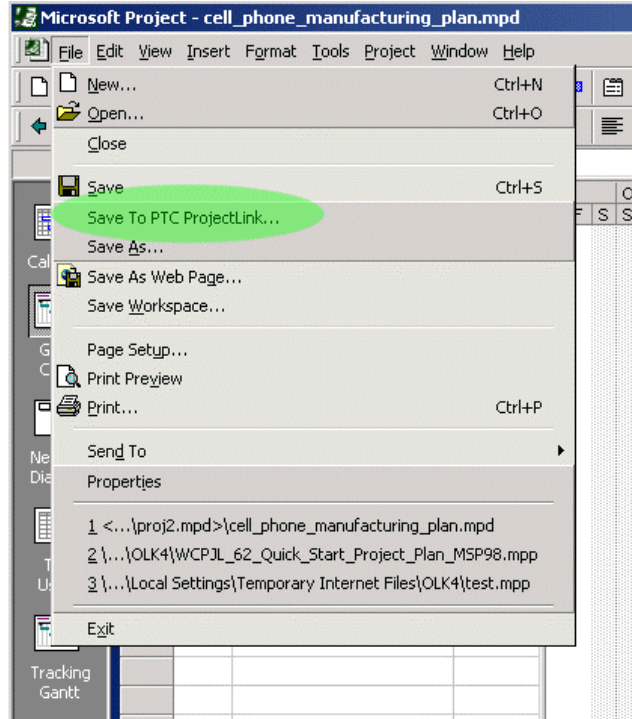 Microsoft Project - cell_phone_manufacturing_plan.mpd
File Edit View Insert Format Tools Project Window Help
New... Ctrl+N
Open... Ctrl+O
Close
Save Ctrl+S
Save To PTC ProjectLink...
F S S
Save As...
Cal
Save As Web Page...
Save Workspace...
G
Page Setup...
C
Print Preview
Print... Ctrl+P
Ne
Send To
Dia
Properties
1 <...\proj2.mpd>\cell_phone_manufacturing_plan.mpd
2 \...\OLK4\WCPJL_62_Quick_Start_Project_Plan_MSP98.mpp
T
3 \...\Local Settings\Temporary Internet Files\OLK4\test.mpp
U
Exit
Tracking
Gantt